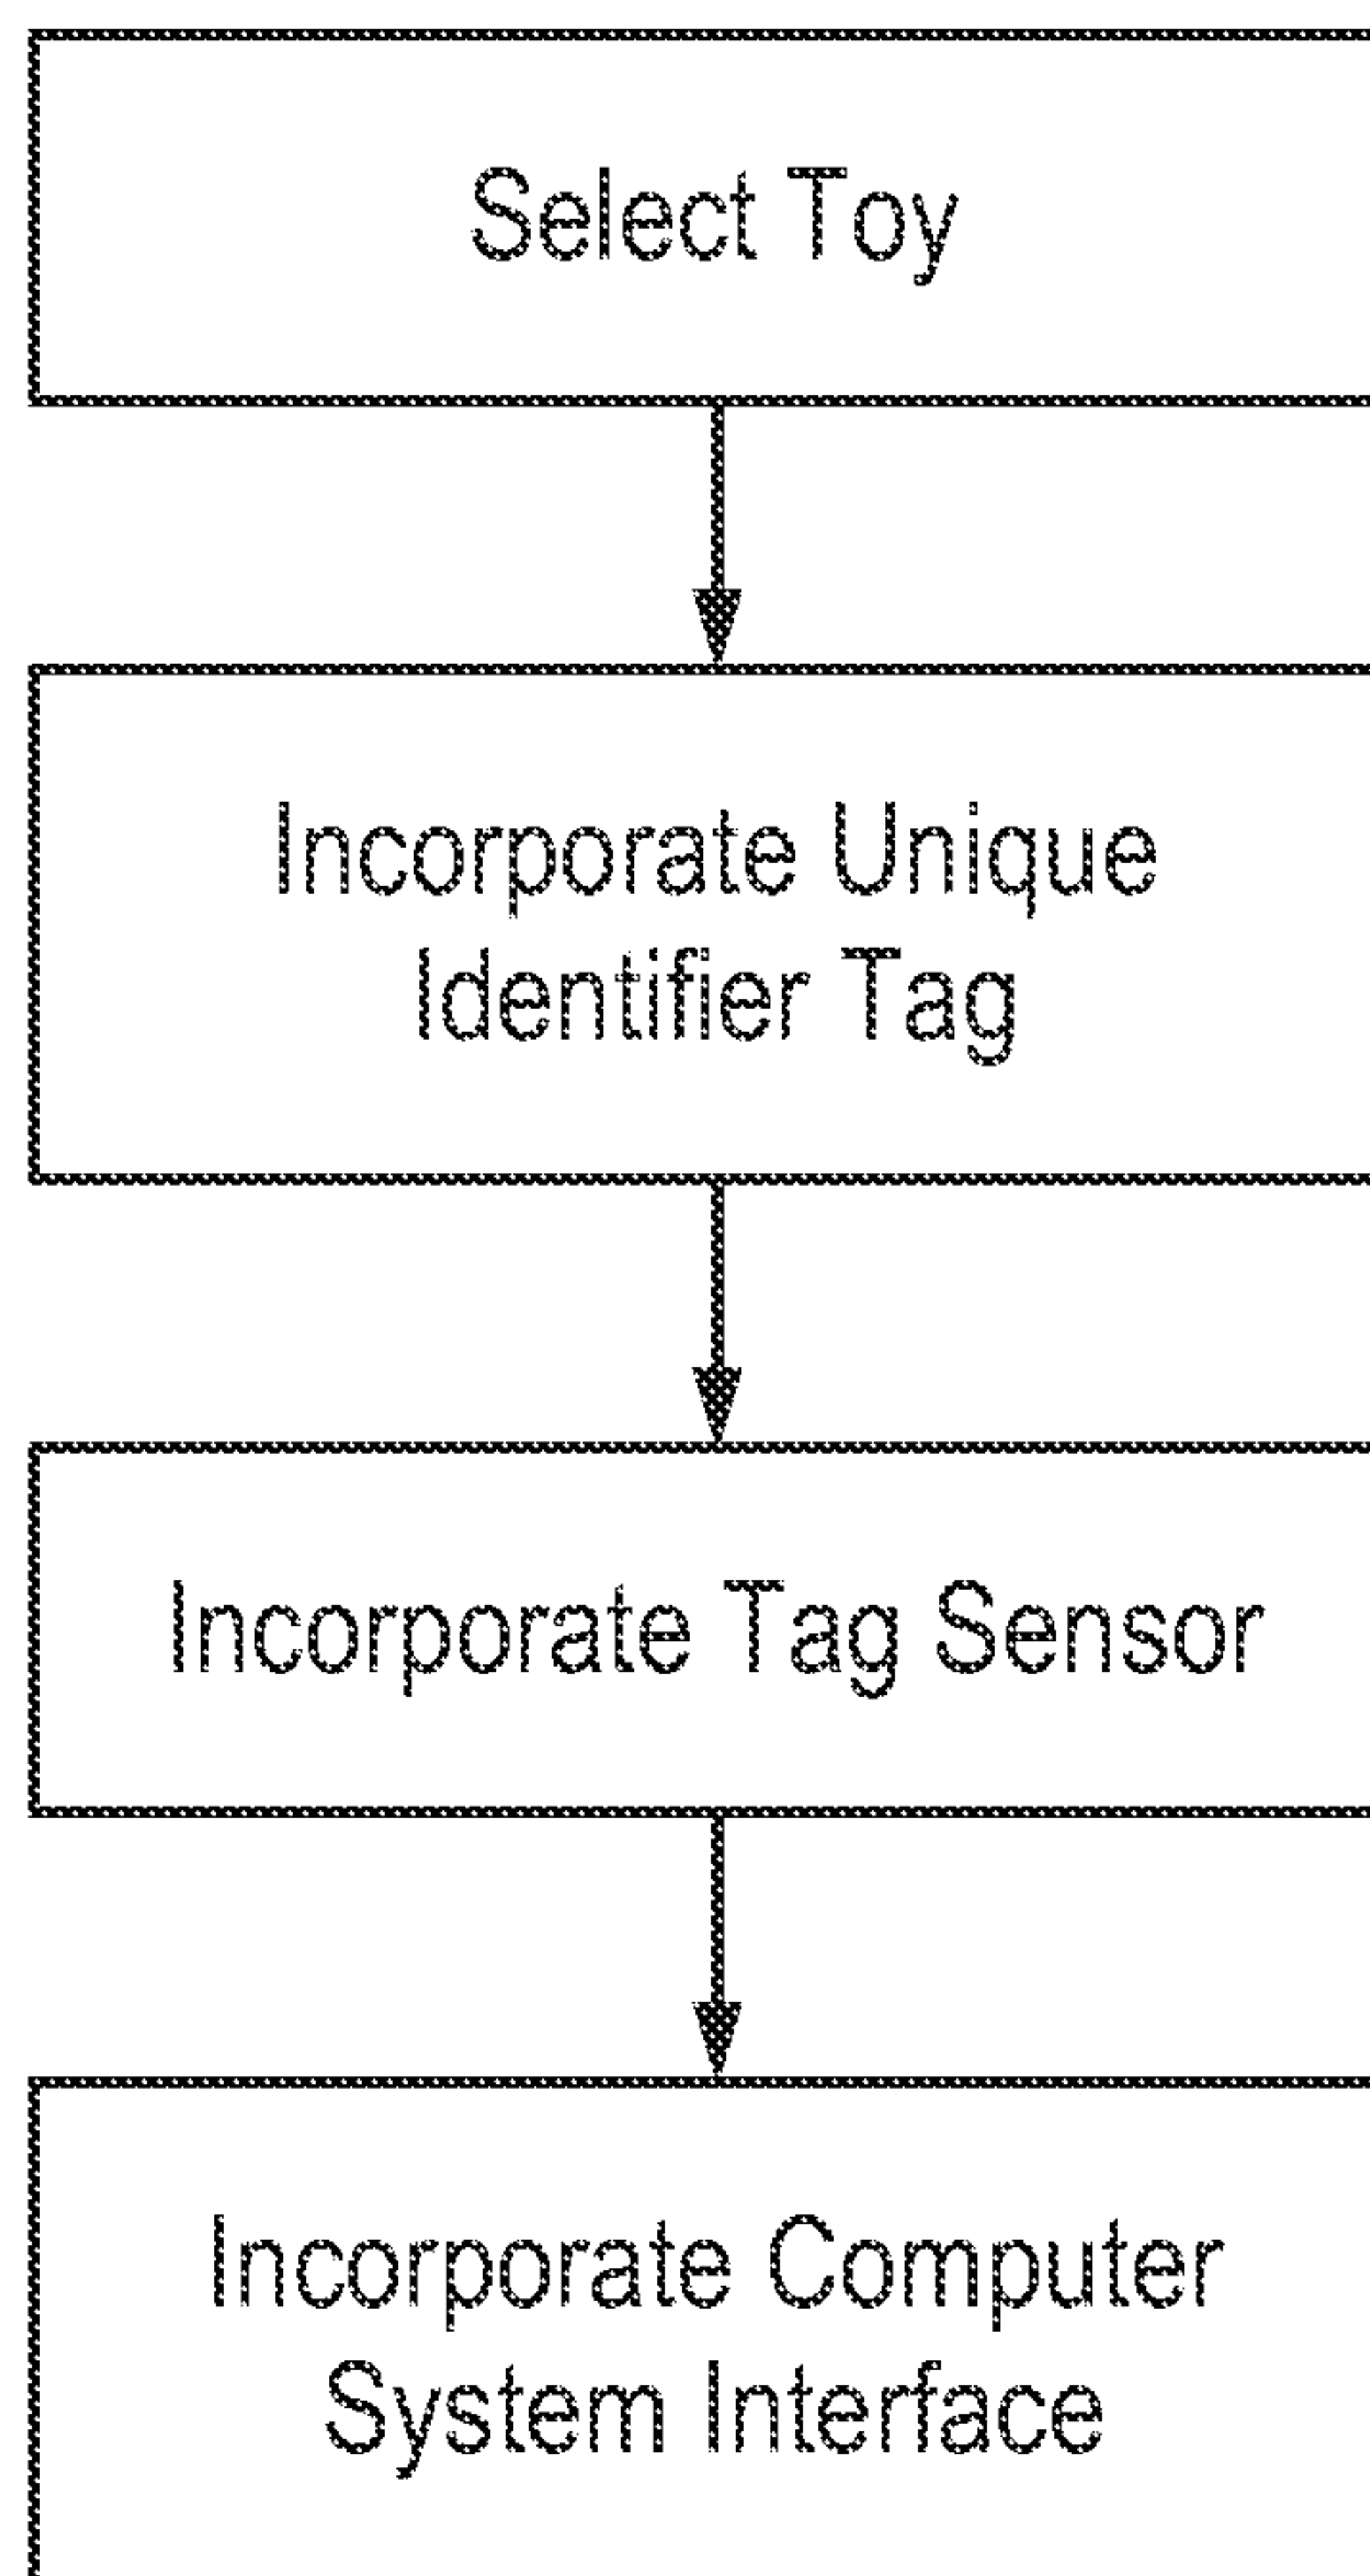 Select Toy
Incorporate Unique
Identifier Tag
Incorporate Tag Sensor
Incorporate Computer
System Interface